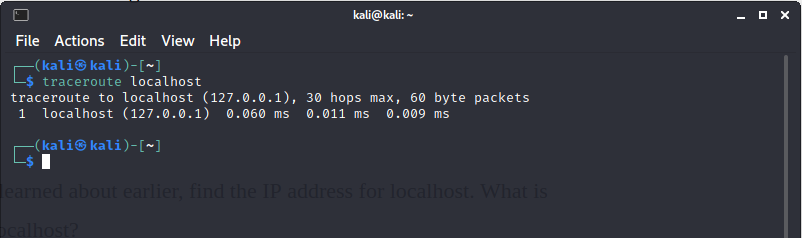 kali@kali: ~
File Actions Edit View Help
┌──(kali㉿kali)-[~]
└─$ traceroute localhost
traceroute to localhost (127.0.0.1), 30 hops max, 60 byte packets
 1  localhost (127.0.0.1)  0.060 ms  0.011 ms  0.009 ms
┌──(kali㉿kali)-[~]
└─$
learned about earlier, find the IP address for localhost. What is
ocalhost?